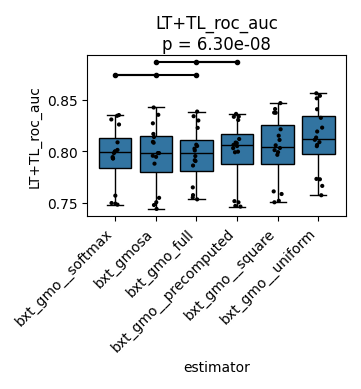 LT+TL_roc_auc
p = 6.30e-08
LT+TL_roc_auc
0.85
0.80
0.75
bxt_gmo__softmax
bxt_gmosa
bxt_gmo_full
bxt_gmo__precomputed
bxt_gmo__square
bxt_gmo__uniform
estimator